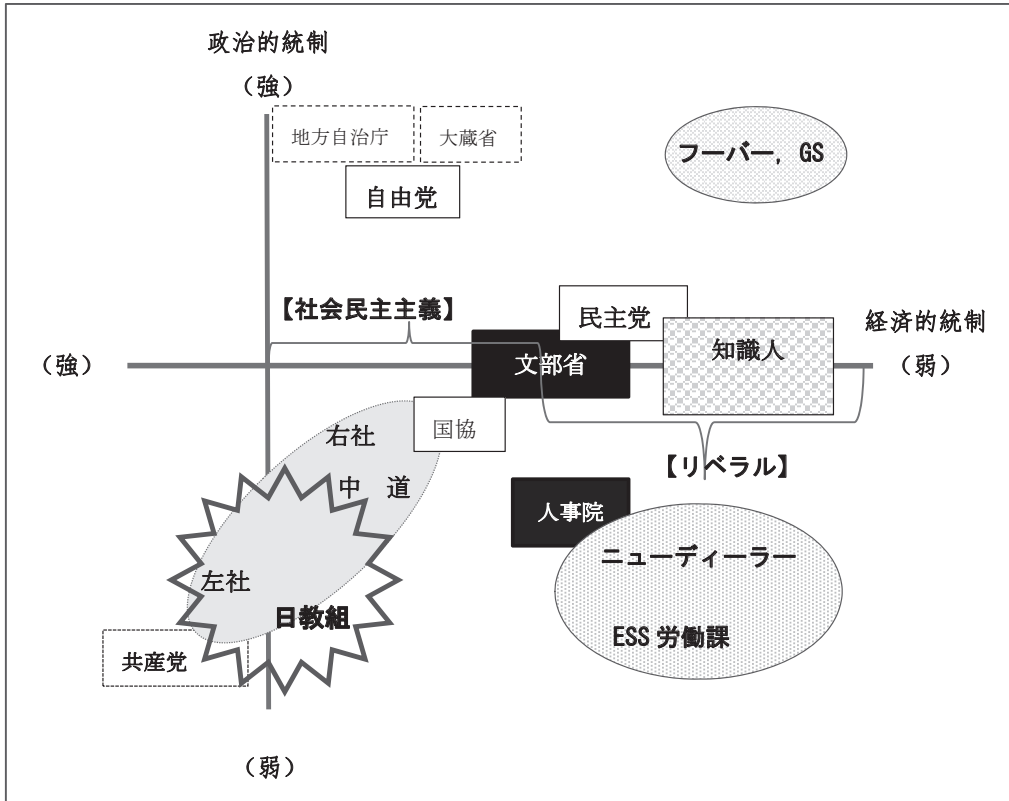 政治的統制
（強）
地方自治庁
大蔵省
フーバー，GS
自由党
【社会民主主義】
民主党
経済的統制
（強）
文部省
知識人
（弱）
右社
国協
【リベラル】
中　道
人事院
ニューディーラー
左社
日教組
ESS 労働課
共産党
（弱）